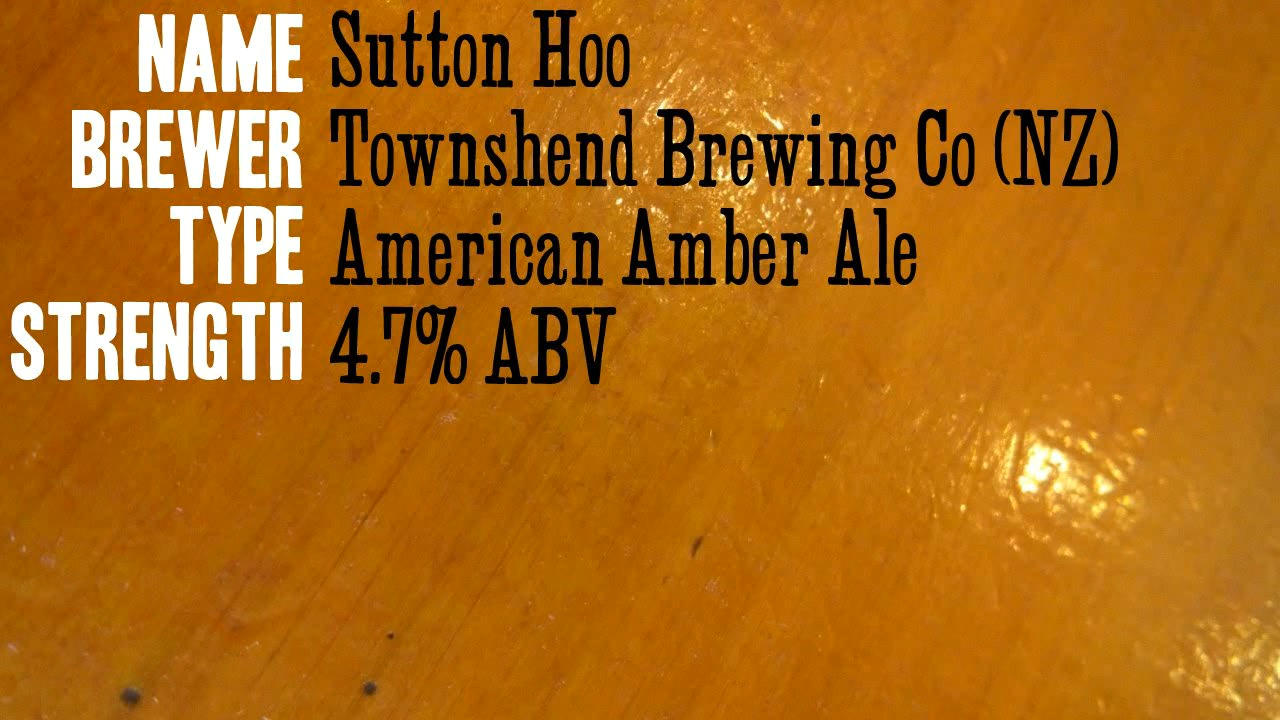 NAME Sutton Hoo
BREWER Townshend Brewing Co (NZ)
TYPE American Amber Ale
STRENGTH 4.7% ABV